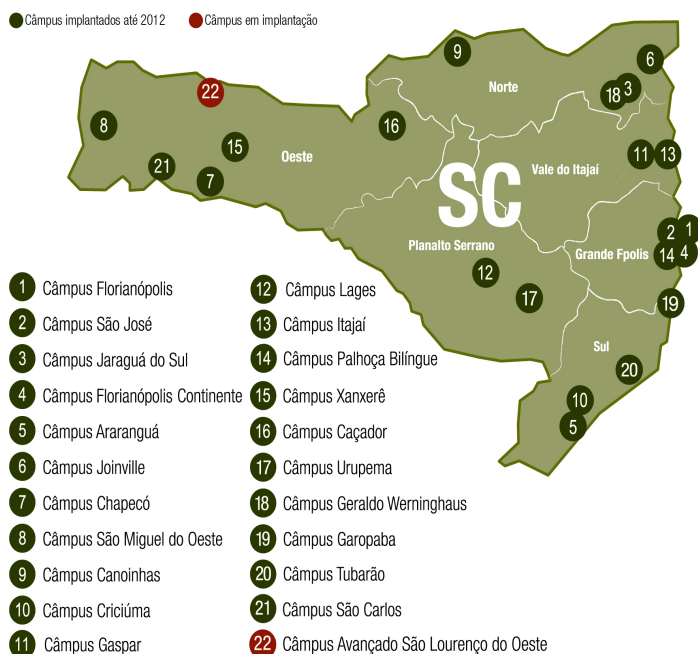 Câmpus implantados até 2012
Câmpus em implantação
9
6
Norte
3
18
22
8
16
15
Oeste
21
7
11
13
Vale do Itajaí
SC
Planalto Serrano
2
1
Grande Fpolis
14
4
12
17
19
Sul
20
10
5
1 Câmpus Florianópolis
2 Câmpus São José
3 Câmpus Jaraguá do Sul
4 Câmpus Florianópolis Continente
5 Câmpus Araranguá
6 Câmpus Joinville
7 Câmpus Chapecó
8 Câmpus São Miguel do Oeste
9 Câmpus Canoinhas
10 Câmpus Criciúma
11 Câmpus Gaspar
12 Câmpus Lages
13 Câmpus Itajaí
14 Câmpus Palhoça Bilíngue
15 Câmpus Xanxerê
16 Câmpus Caçador
17 Câmpus Urupema
18 Câmpus Geraldo Werninghaus
19 Câmpus Garopaba
20 Câmpus Tubarão
21 Câmpus São Carlos
22 Câmpus Avançado São Lourenço do Oeste